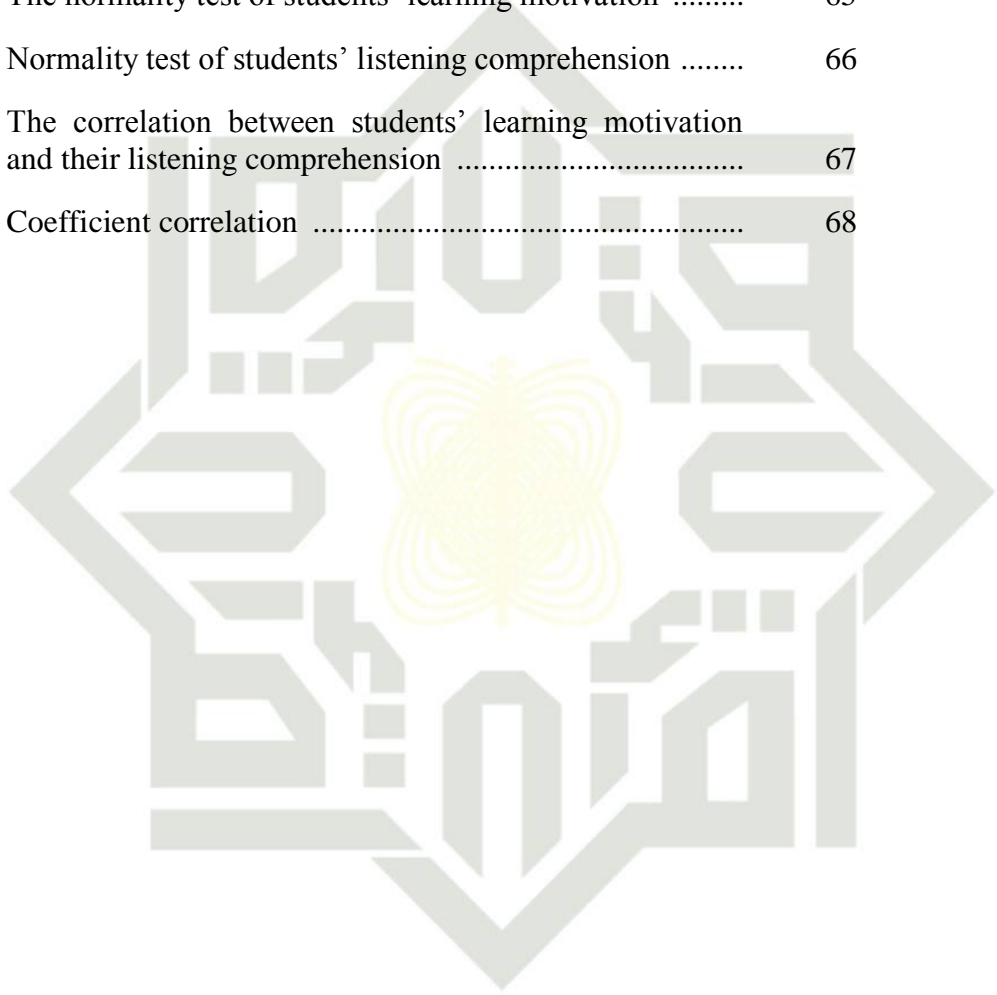 The normality test of students’ learning motivation ......... 65
Normality test of students’ listening comprehension ........ 66
The correlation between students’ learning motivation
and their listening comprehension .................................... 67
Coefficient correlation ...................................................... 68